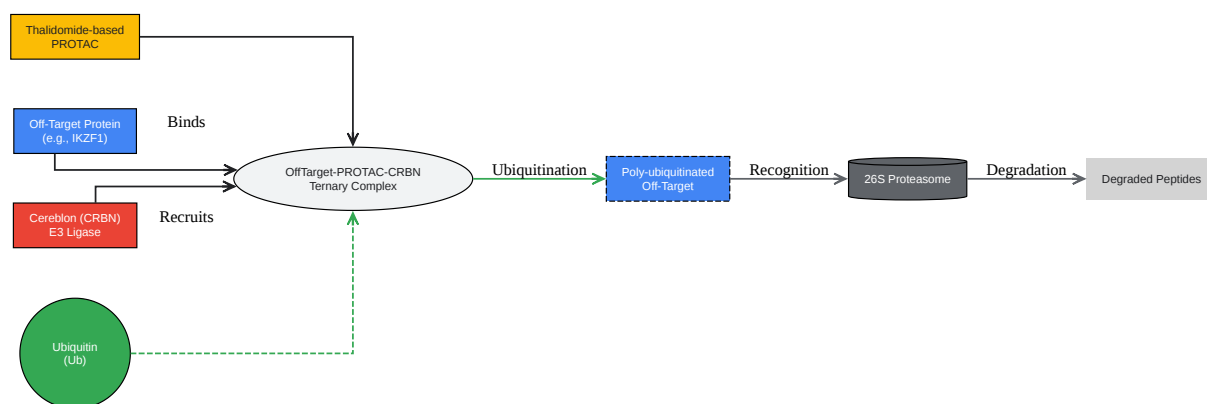 Thalidomide-based
PROTAC
Off-Target Protein
(e.g., IKZF1)
Binds
Cereblon (CRBN)
E3 Ligase
Recruits
Ubiquitin
(Ub)
OffTarget-PROTAC-CRBN
Ternary Complex
Ubiquitination
Poly-ubiquitinated
Off-Target
Recognition
26S Proteasome
Degradation
Degraded Peptides